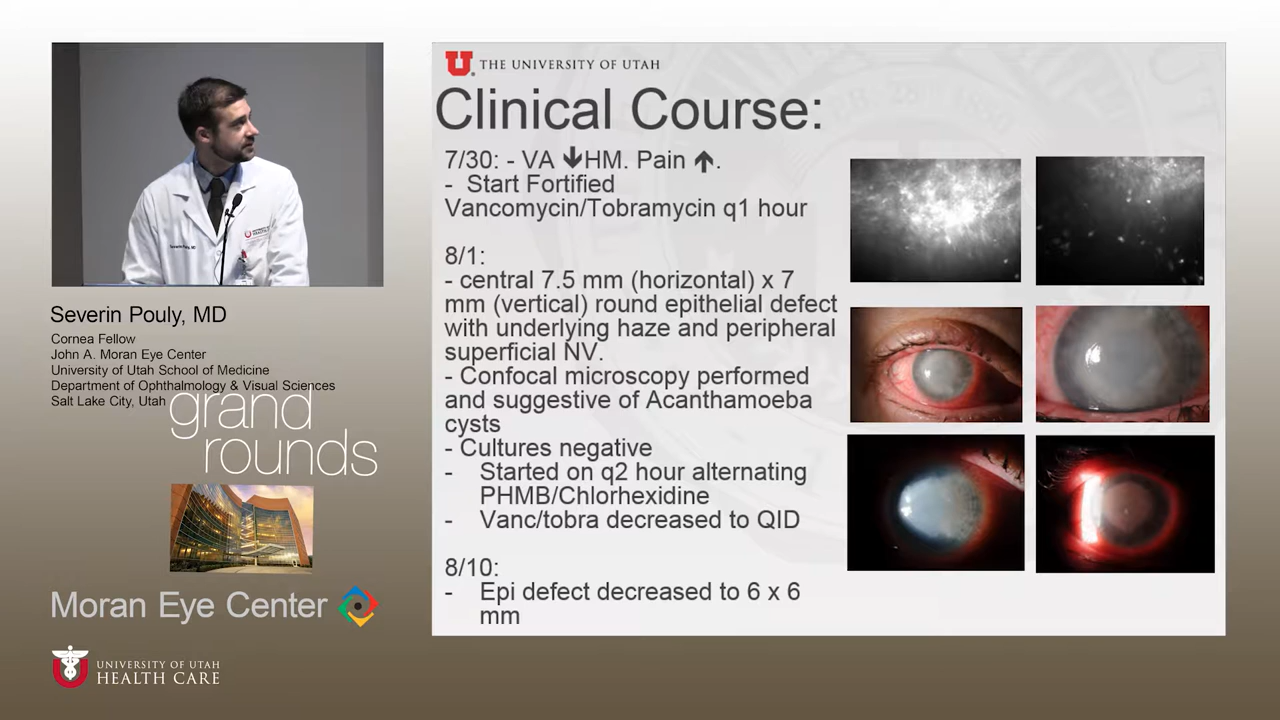 THE UNIVERSITY OF UTAH
Clinical Course:
7/30: - VA 🡇HM. Pain 🡅.
- Start Fortified
Vancomycin/Tobramycin q1 hour
8/1:
- central 7.5 mm (horizontal) x 7
mm (vertical) round epithelial defect
with underlying haze and peripheral
superficial NV.
- Confocal microscopy performed
and suggestive of Acanthamoeba
cysts
- Cultures negative
- Started on q2 hour alternating
PHMB/Chlorhexidine
- Vanc/tobra decreased to QID
8/10:
- Epi defect decreased to 6 x 6
mm
Severin Pouly, MD
Severin Pouly, MD
Cornea Fellow
John A. Moran Eye Center
University of Utah School of Medicine
Department of Ophthalmology & Visual Sciences
Salt Lake City, Utah
grand
rounds
Moran Eye Center
UNIVERSITY OF UTAH
HEALTH CARE